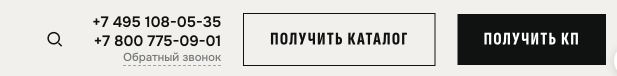 +7 495 108-05-35
+7 800 775-09-01
Обратный звонок
ПОЛУЧИТЬ КАТАЛОГ
ПОЛУЧИТЬ КП